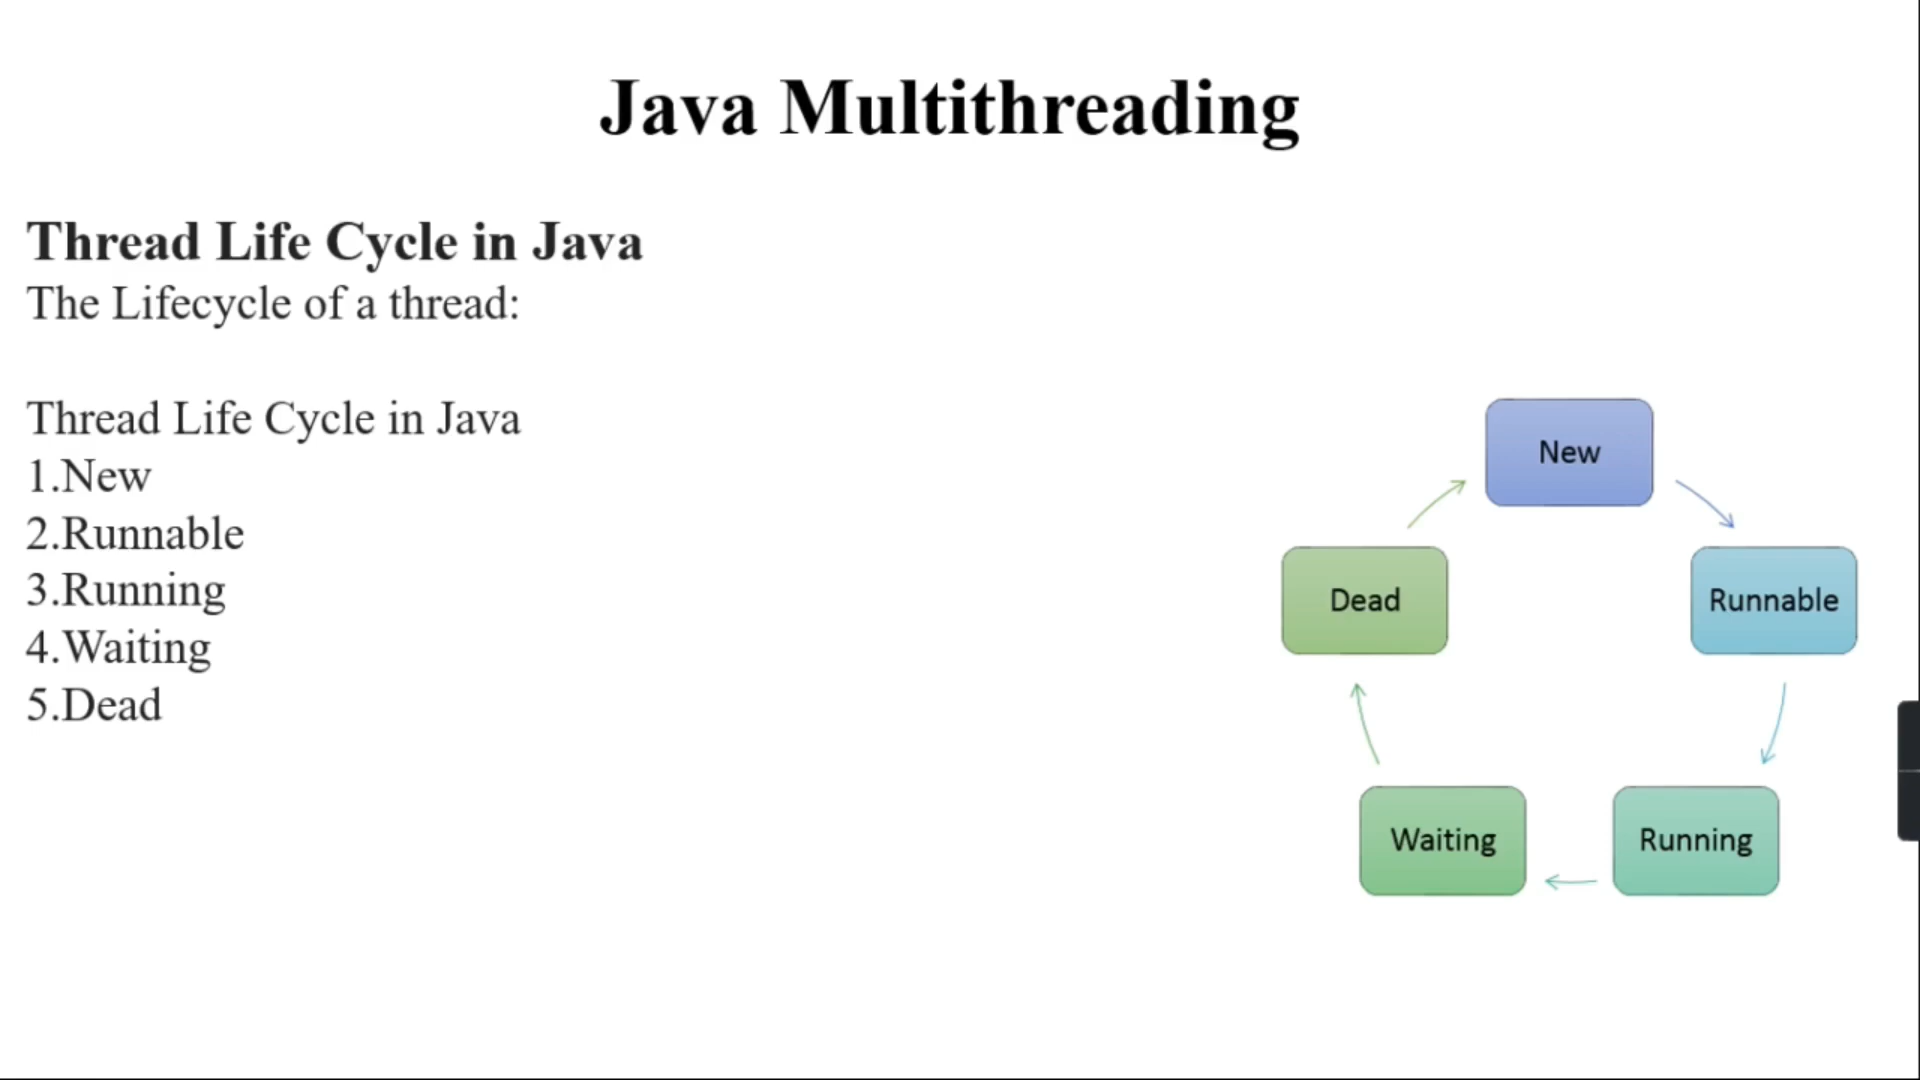 Java Multithreading
Thread Life Cycle in Java
The Lifecycle of a thread:
Thread Life Cycle in Java
1.New
2.Runnable
3.Running
4.Waiting
5.Dead
New
Dead
Runnable
Waiting
Running